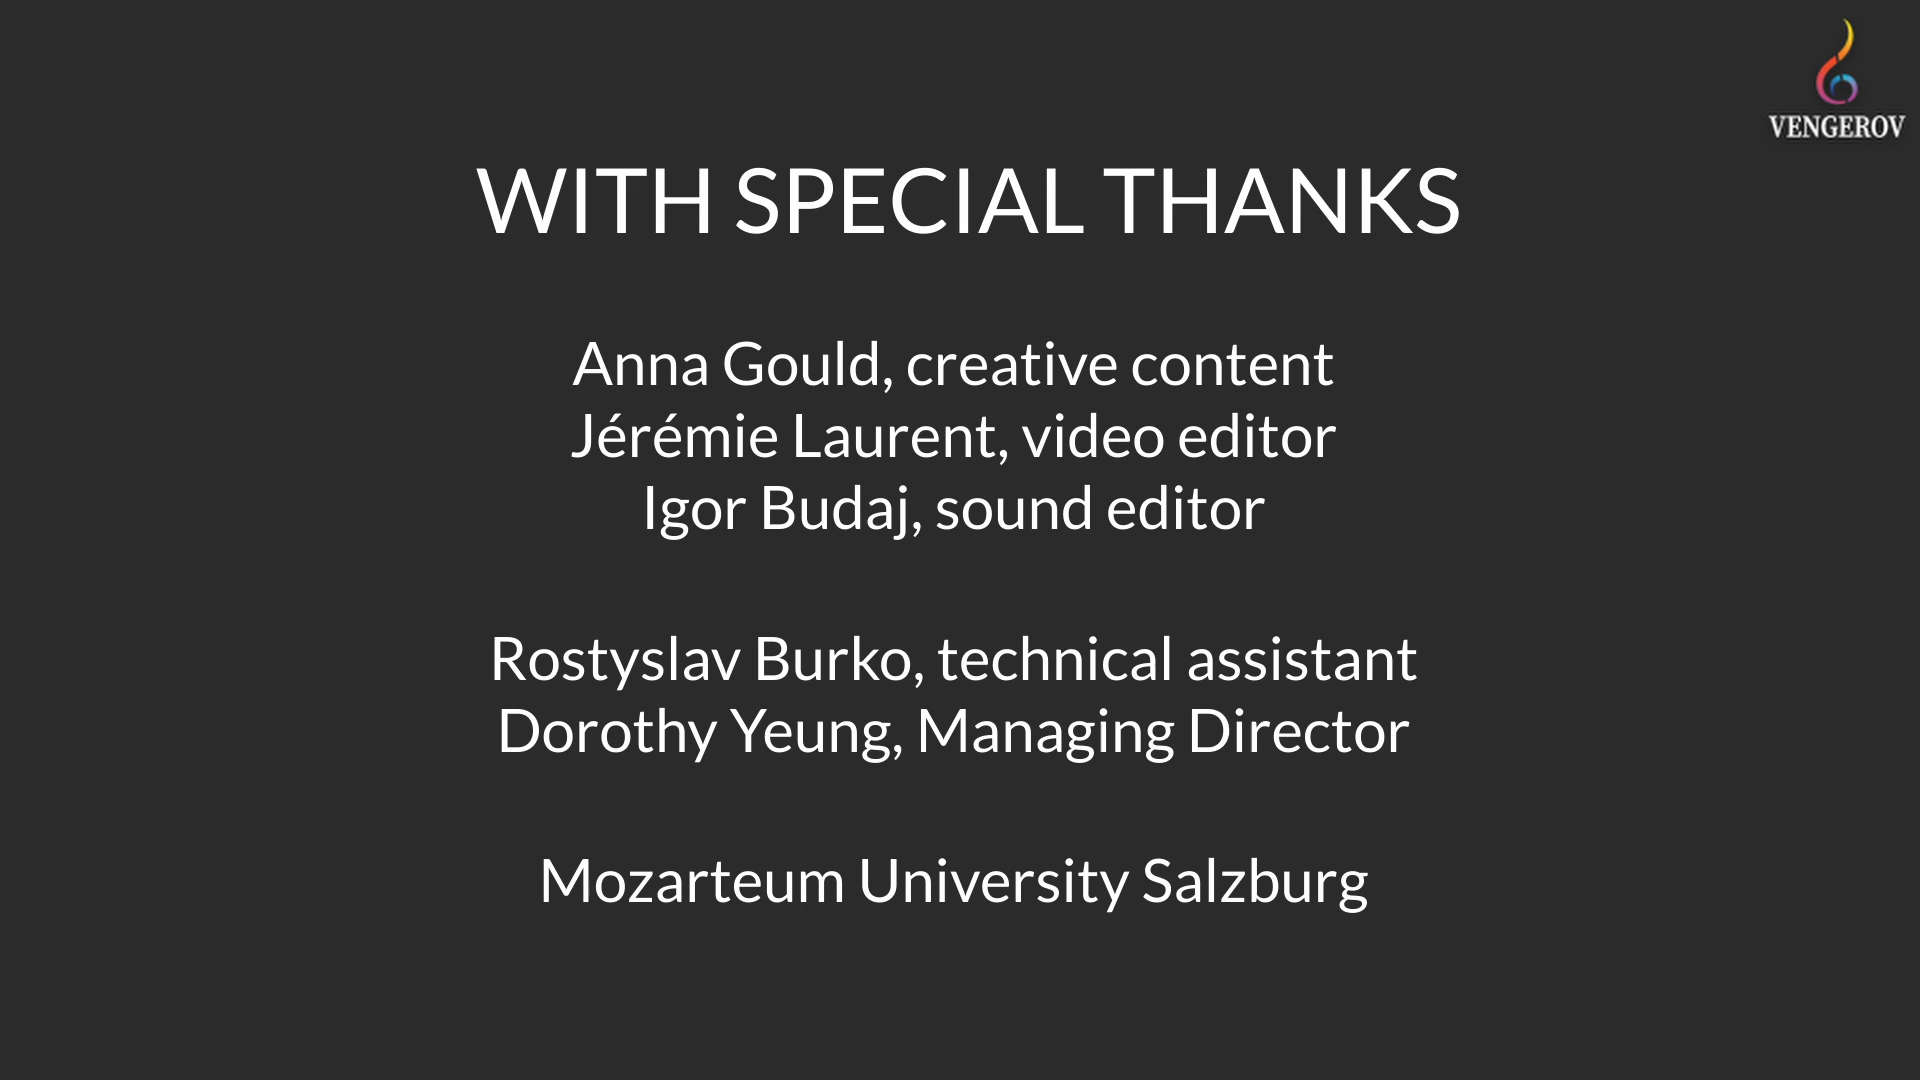 VENGEROV
WITH SPECIAL THANKS
Anna Gould, creative content
Jérémie Laurent, video editor
Igor Budaj, sound editor
Rostyslav Burko, technical assistant
Dorothy Yeung, Managing Director
Mozarteum University Salzburg